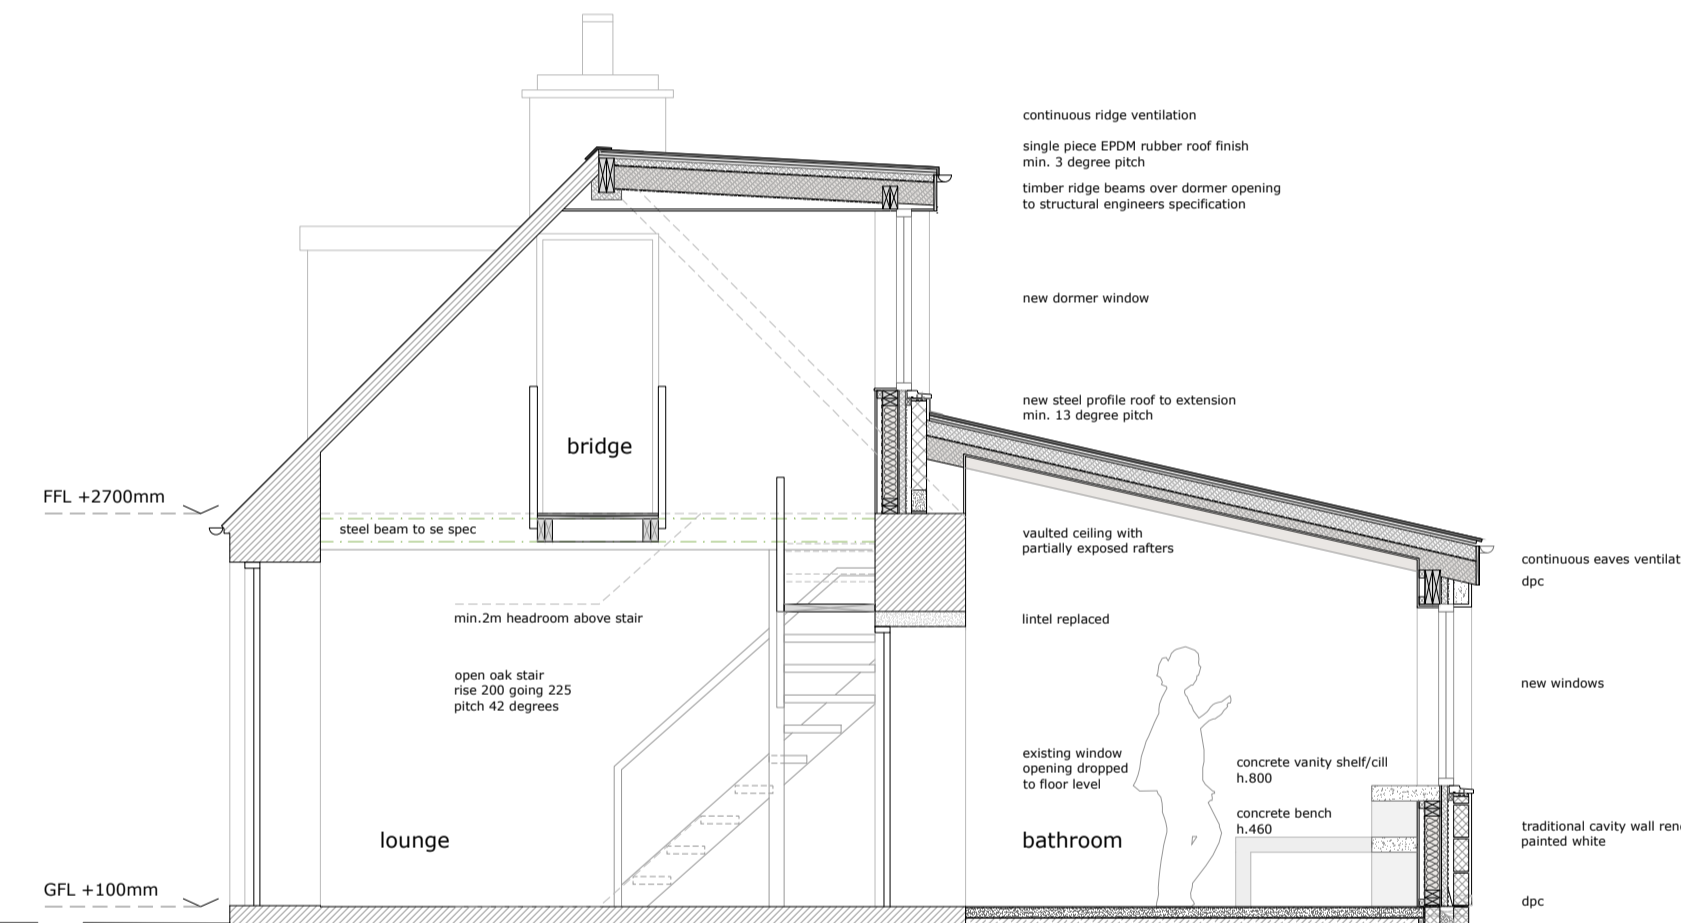 continuous ridge ventilation
single piece EPDM rubber roof finish
min. 3 degree pitch
timber ridge beams over dormer opening
to structural engineers specification
new dormer window
new steel profile roof to extension
min. 13 degree pitch
bridge
FFL +2700mm
steel beam to se spec
vaulted ceiling with
partially exposed rafters
continuous eaves ventilat
dpc
min.2m headroom above stair
lintel replaced
open oak stair
rise 200 going 225
pitch 42 degrees
new windows
existing window
opening dropped
to floor level
concrete vanity shelf/cill
h.800
concrete bench
h.460
lounge
bathroom
traditional cavity wall ren
painted white
GFL +100mm
dpc